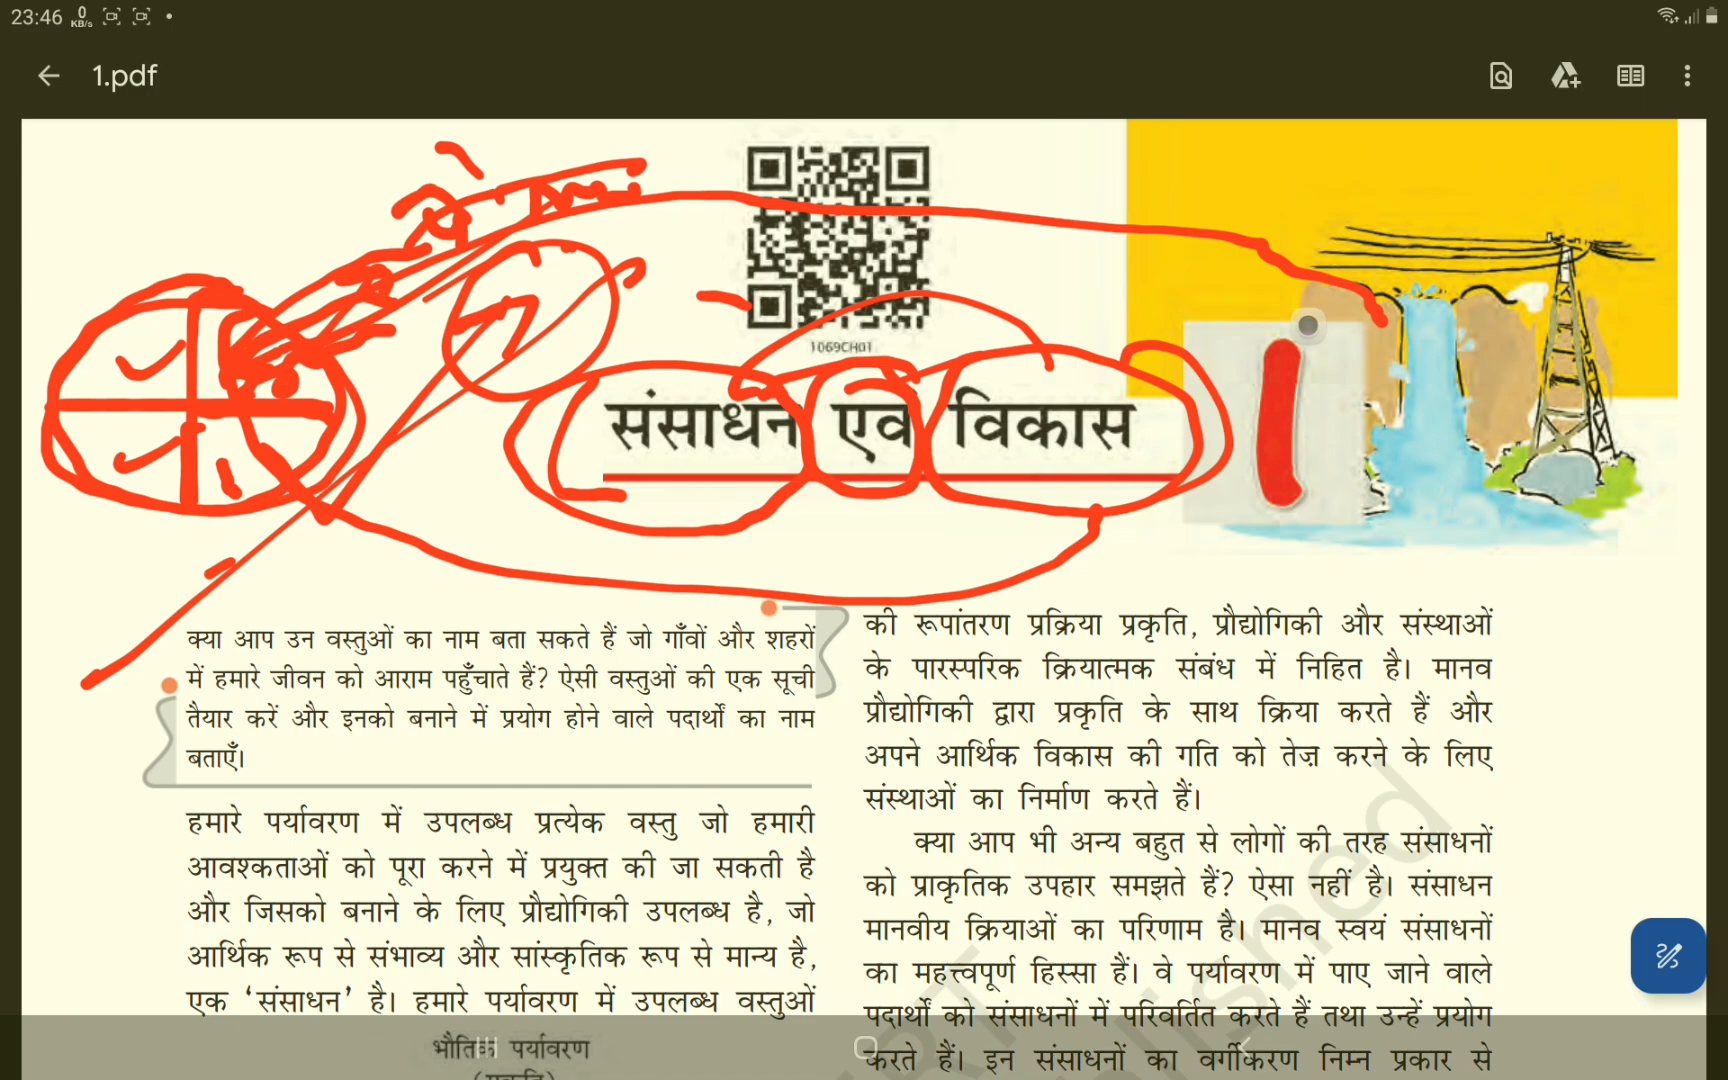 23:46 0 KB/s
1.pdf
1069CH01
संसाधन एवं विकास
क्या आप उन वस्तुओं का नाम बता सकते हैं जो गाँवों और शहरों
में हमारे जीवन को आराम पहुँचाते हैं? ऐसी वस्तुओं की एक सूची
तैयार करें और इनको बनाने में प्रयोग होने वाले पदार्थों का नाम
बताएँ।
हमारे पर्यावरण में उपलब्ध प्रत्येक वस्तु जो हमारी
आवश्कताओं को पूरा करने में प्रयुक्त की जा सकती है
और जिसको बनाने के लिए प्रौद्योगिकी उपलब्ध है, जो
आर्थिक रूप से संभाव्य और सांस्कृतिक रूप से मान्य है,
एक ‘संसाधन’ है। हमारे पर्यावरण में उपलब्ध वस्तुओं
भौतिक पर्यावरण
(प्रकृति)
की रूपांतरण प्रक्रिया प्रकृति, प्रौद्योगिकी और संस्थाओं
के पारस्परिक क्रियात्मक संबंध में निहित है। मानव
प्रौद्योगिकी द्वारा प्रकृति के साथ क्रिया करते हैं और
अपने आर्थिक विकास की गति को तेज़ करने के लिए
संस्थाओं का निर्माण करते हैं।
क्या आप भी अन्य बहुत से लोगों की तरह संसाधनों
को प्राकृतिक उपहार समझते हैं? ऐसा नहीं है। संसाधन
मानवीय क्रियाओं का परिणाम है। मानव स्वयं संसाधनों
का महत्त्वपूर्ण हिस्सा हैं। वे पर्यावरण में पाए जाने वाले
पदार्थों को संसाधनों में परिवर्तित करते हैं तथा उन्हें प्रयोग
करते हैं। इन संसाधनों का वर्गीकरण निम्न प्रकार से